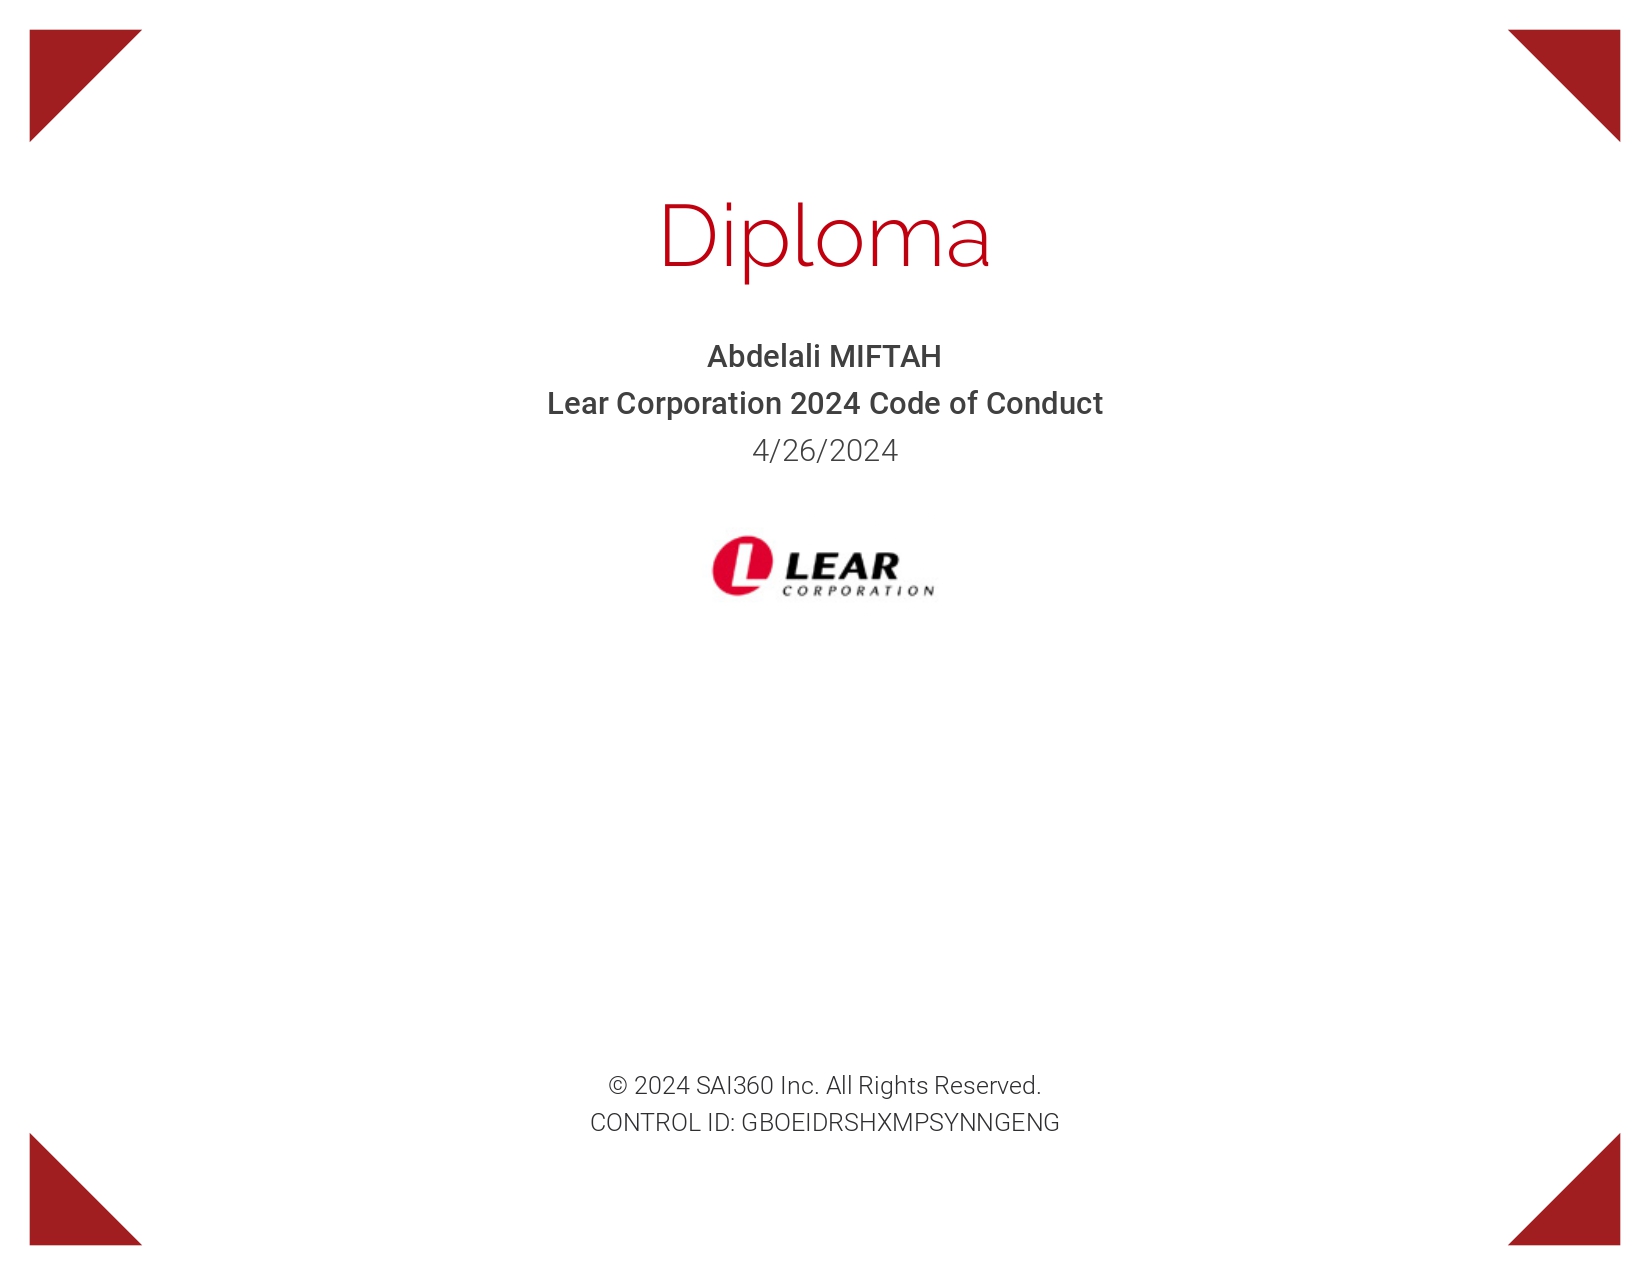 Diploma
Abdelali MIFTAH
Lear Corporation 2024 Code of Conduct
4/26/2024
LEAR
CORPORATION
© 2024 SAI360 Inc. All Rights Reserved.
CONTROL ID: GBOEIDRSHXMPSYNNGENG